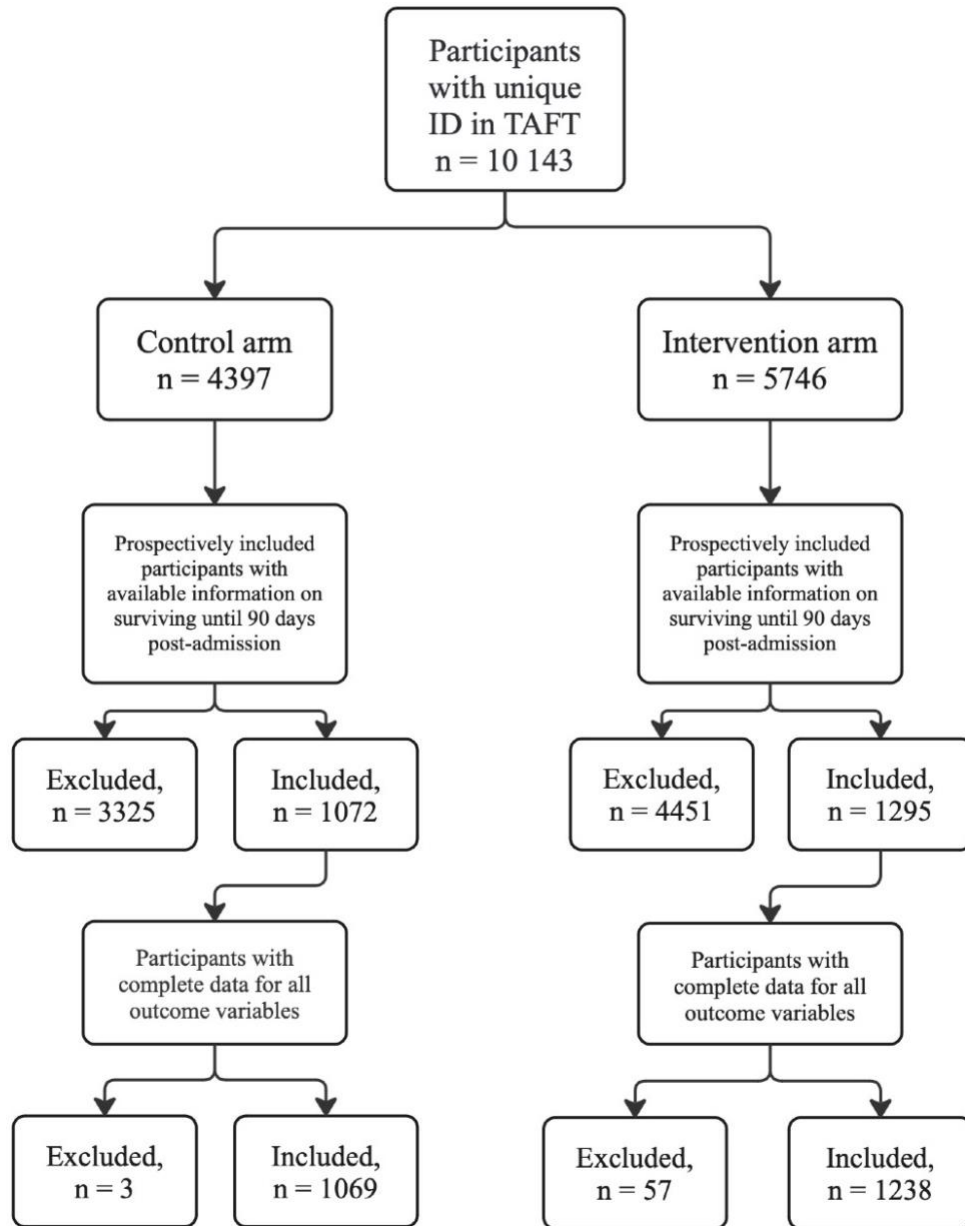 Participants
with unique
ID in TAFT
n = 10 143
Control arm
n = 4397
Intervention arm
n = 5746
Prospectively included
participants with
available information on
surviving until 90 days
post-admission
Prospectively included
participants with
available information on
surviving until 90 days
post-admission
Excluded,
n = 3325
Included,
n = 1072
Excluded,
n = 4451
Included,
n = 1295
Participants with
complete data for all
outcome variables
Participants with
complete data for all
outcome variables
Excluded,
n = 3
Included,
n = 1069
Excluded,
n = 57
Included,
n = 1238